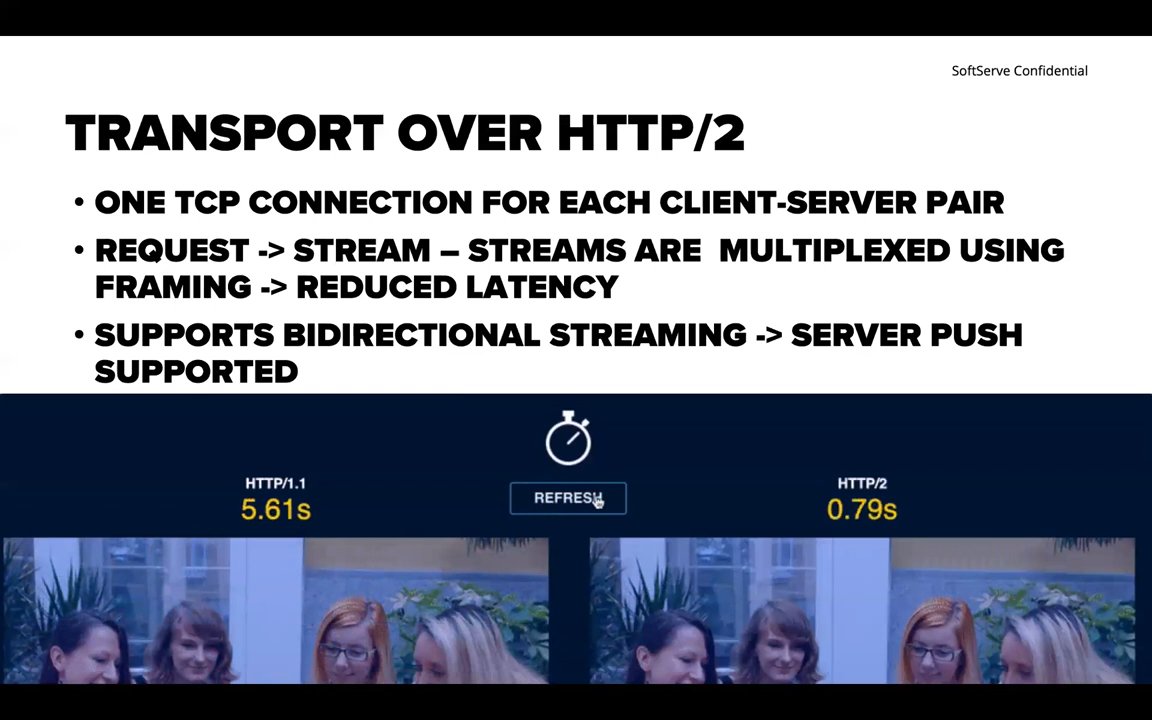 SoftServe Confidential
TRANSPORT OVER HTTP/2
• ONE TCP CONNECTION FOR EACH CLIENT-SERVER PAIR
• REQUEST -> STREAM – STREAMS ARE  MULTIPLEXED USING
FRAMING -> REDUCED LATENCY
• SUPPORTS BIDIRECTIONAL STREAMING -> SERVER PUSH
SUPPORTED
HTTP/1.1
5.61s
REFRESH
HTTP/2
0.79s